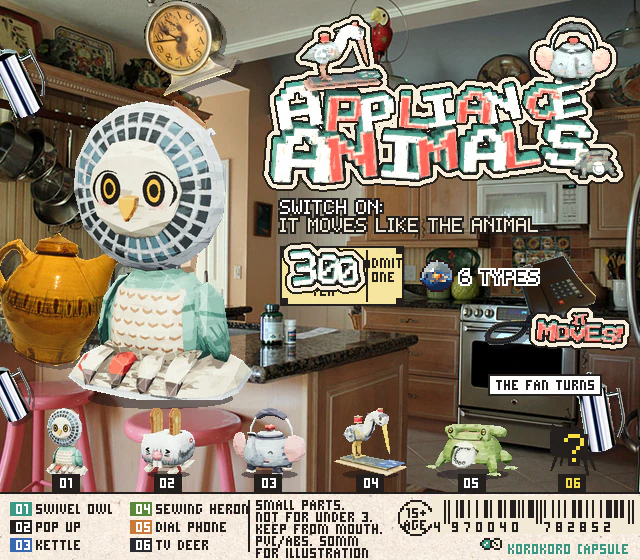 APPLIANCE
ANIMALS
SWITCH ON:
IT MOVES LIKE THE ANIMAL
300
ADMIT
ONE
6 TYPES
IT
MOVES!
THE FAN TURNS
?
01
02
03
04
05
06
01 SWIVEL OWL
02 POP UP
03 KETTLE
04 SEWING HERON
05 DIAL PHONE
06 TV DEER
SMALL PARTS.
NOT FOR UNDER 3.
KEEP FROM MOUTH.
PVC/ABS. 50MM
FOR ILLUSTRATION
15+
AGE
4 970040 782852
KOROKORO CAPSULE